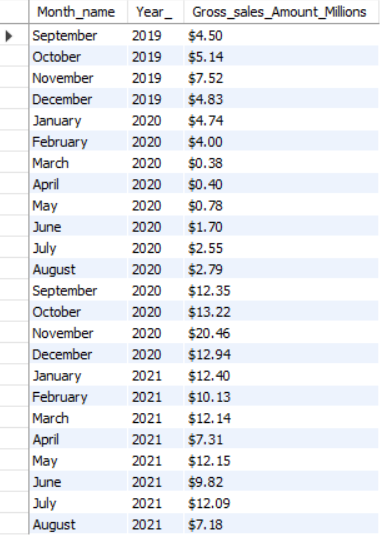 Month_name Year_ Gross_sales_Amount_Millions
September 2019 $4.50
October 2019 $5.14
November 2019 $7.52
December 2019 $4.83
January 2020 $4.74
February 2020 $4.00
March 2020 $0.38
April 2020 $0.40
May 2020 $0.78
June 2020 $1.70
July 2020 $2.55
August 2020 $2.79
September 2020 $12.35
October 2020 $13.22
November 2020 $20.46
December 2020 $12.94
January 2021 $12.40
February 2021 $10.13
March 2021 $12.14
April 2021 $7.31
May 2021 $12.15
June 2021 $9.82
July 2021 $12.09
August 2021 $7.18